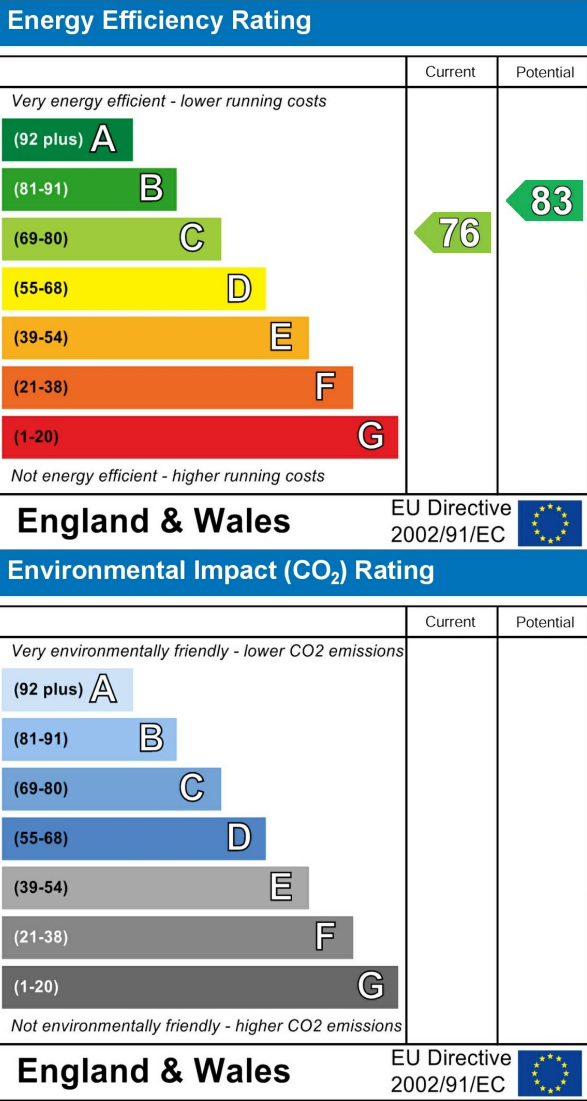 Energy Efficiency Rating
Current Potential
Very energy efficient - lower running costs
(92 plus) A
(81-91) B
83
(69-80) C
76
(55-68) D
(39-54) E
(21-38) F
(1-20) G
Not energy efficient - higher running costs
England & Wales
EU Directive
2002/91/EC
Environmental Impact (CO₂) Rating
Current Potential
Very environmentally friendly - lower CO2 emissions
(92 plus) A
(81-91) B
(69-80) C
(55-68) D
(39-54) E
(21-38) F
(1-20) G
Not environmentally friendly - higher CO2 emissions
England & Wales
EU Directive
2002/91/EC